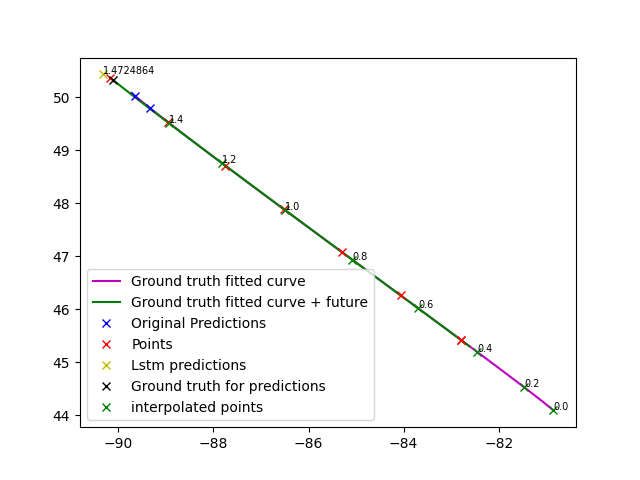 1.4724864
50
1.4
49
1.2
48
1.0
47
0.8
46
0.6
45
0.4
0.2
44
0.0
Ground truth fitted curve
Ground truth fitted curve + future
Original Predictions
Points
Lstm predictions
Ground truth for predictions
interpolated points
−90 −88 −86 −84 −82